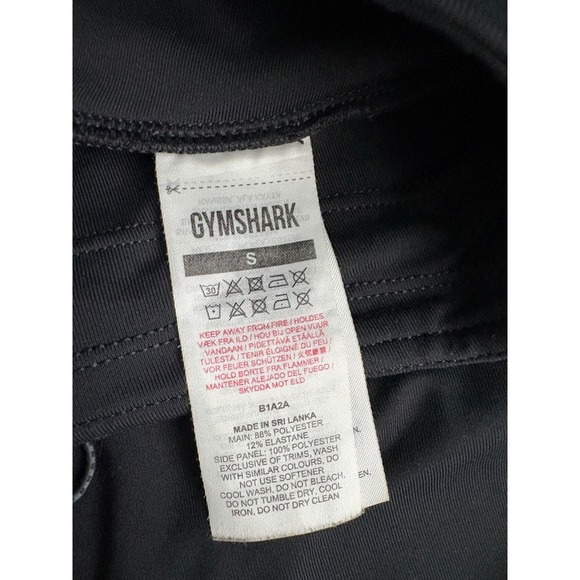 GYMSHARK
S
30
KEEP AWAY FROM FIRE / HOLDES
VÆK FRA ILD / HOU BIJ OPEN VUUR
VANDAAN / PIDETTÄVÄ ETÄÄLLÄ
TULESTA / TENIR ÉLOIGNÉ DU FEU /
VOR FEUER SCHÜTZEN / 火気厳禁 /
HOLD BORTE FRA FLAMMER /
MANTENER ALEJADO DEL FUEGO /
SKYDDA MOT ELD
B1A2A
MADE IN SRI LANKA
MAIN: 88% POLYESTER
12% ELASTANE
SIDE PANEL: 100% POLYESTER
EXCLUSIVE OF TRIMS, WASH
WITH SIMILAR COLOURS, DO
NOT USE SOFTENER
COOL WASH, DO NOT BLEACH.
DO NOT TUMBLE DRY. COOL
IRON, DO NOT DRY CLEAN